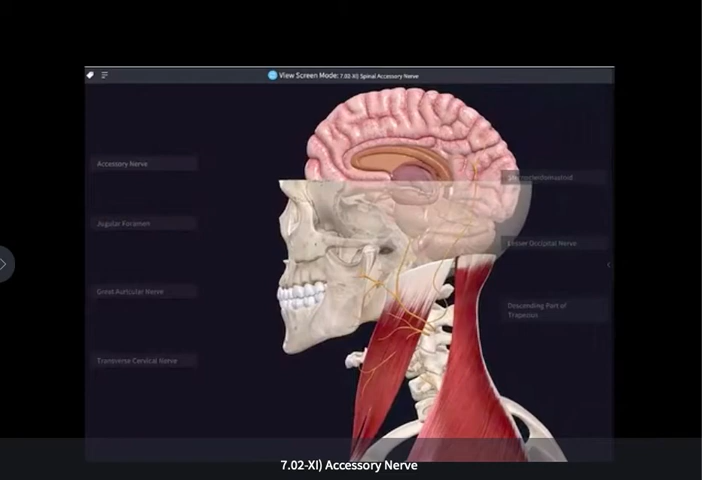 View Screen Mode: 7.02-XI) Spinal Accessory Nerve
Accessory Nerve
Jugular Foramen
Great Auricular Nerve
Transverse Cervical Nerve
Sternocleidomastoid
Lesser Occipital Nerve
Descending Part of
Trapezius
7.02-XI) Accessory Nerve